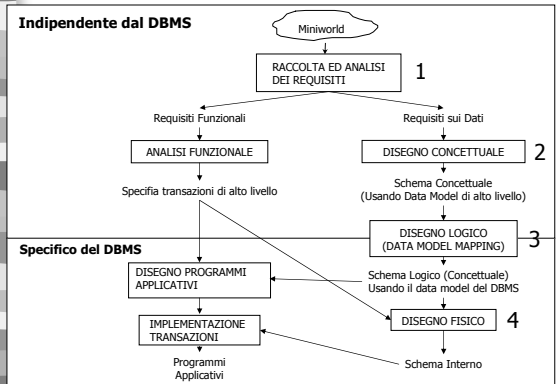 Indipendente dal DBMS
Miniworld
RACCOLTA ED ANALISI
DEI REQUISITI
1
Requisiti Funzionali
Requisiti sui Dati
ANALISI FUNZIONALE
DISEGNO CONCETTUALE
2
Specifia transazioni di alto livello
Schema Concettuale
(Usando Data Model di alto livello)
DISEGNO LOGICO
(DATA MODEL MAPPING)
3
Specifico del DBMS
DISEGNO PROGRAMMI
APPLICATIVI
Schema Logico (Concettuale)
Usando il data model del DBMS
IMPLEMENTAZIONE
TRANSAZIONI
DISEGNO FISICO
4
Programmi
Applicativi
Schema Interno